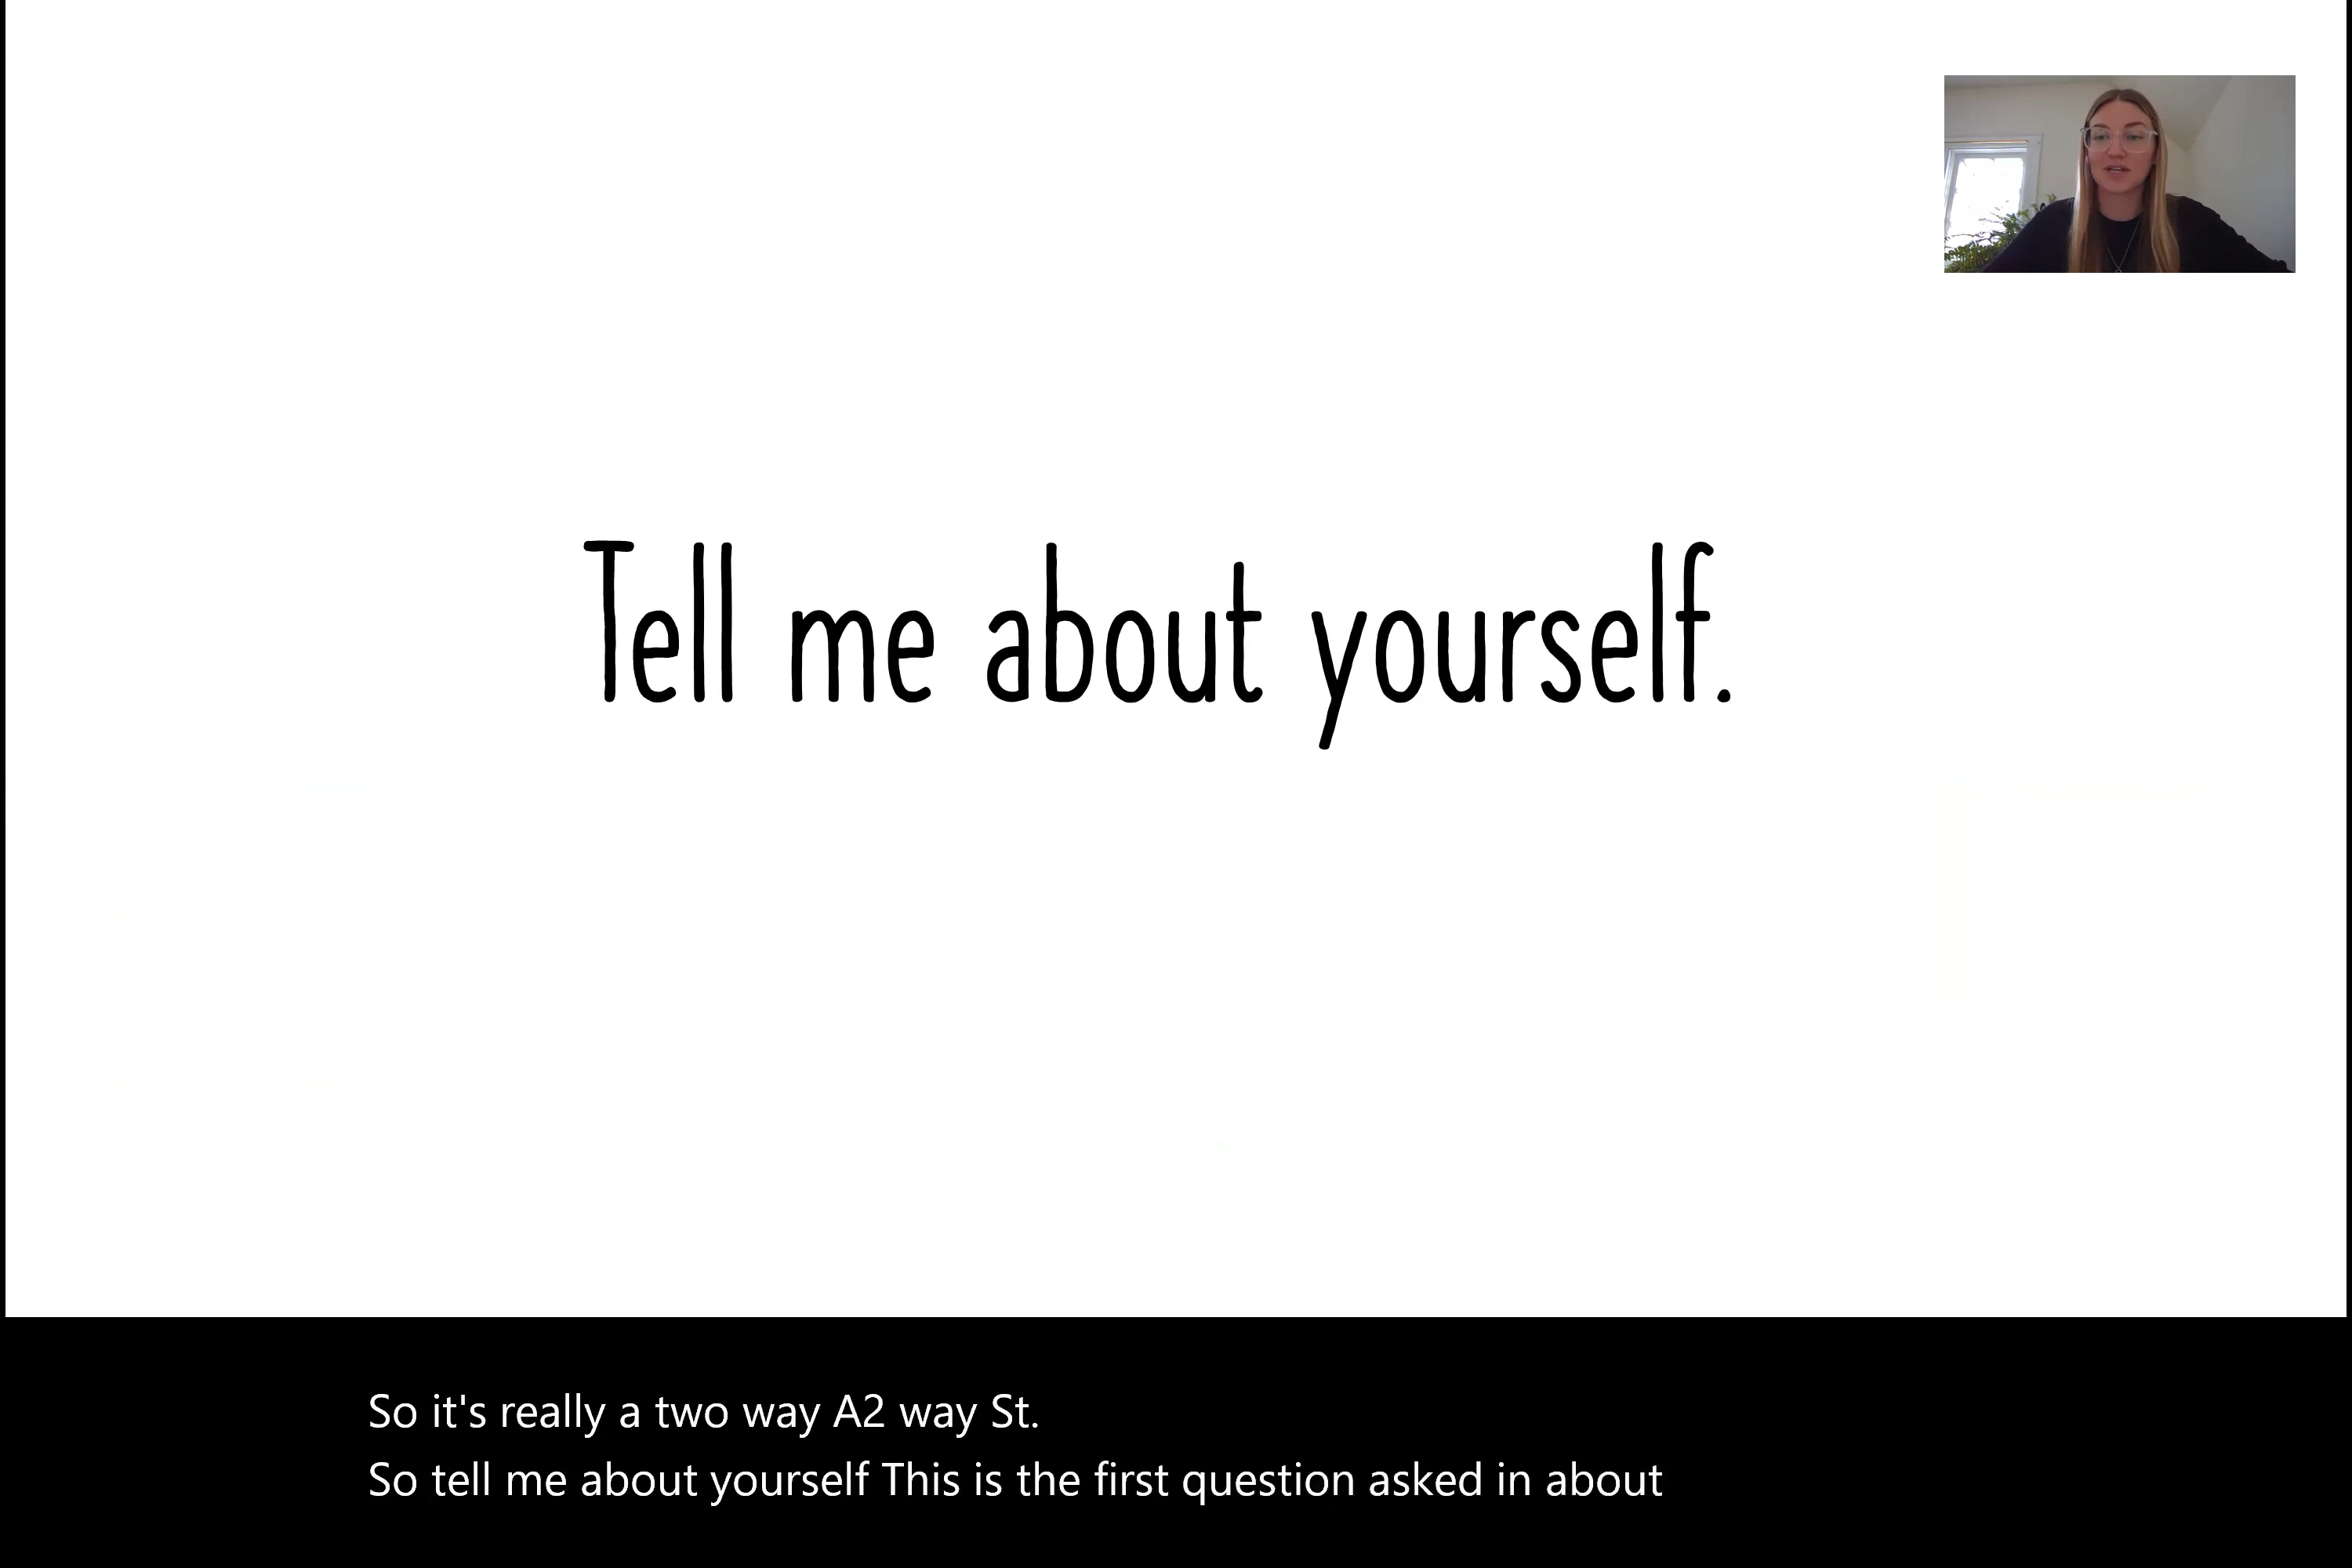 Tell me about yourself.
So it's really a two way A2 way St.
So tell me about yourself This is the first question asked in about